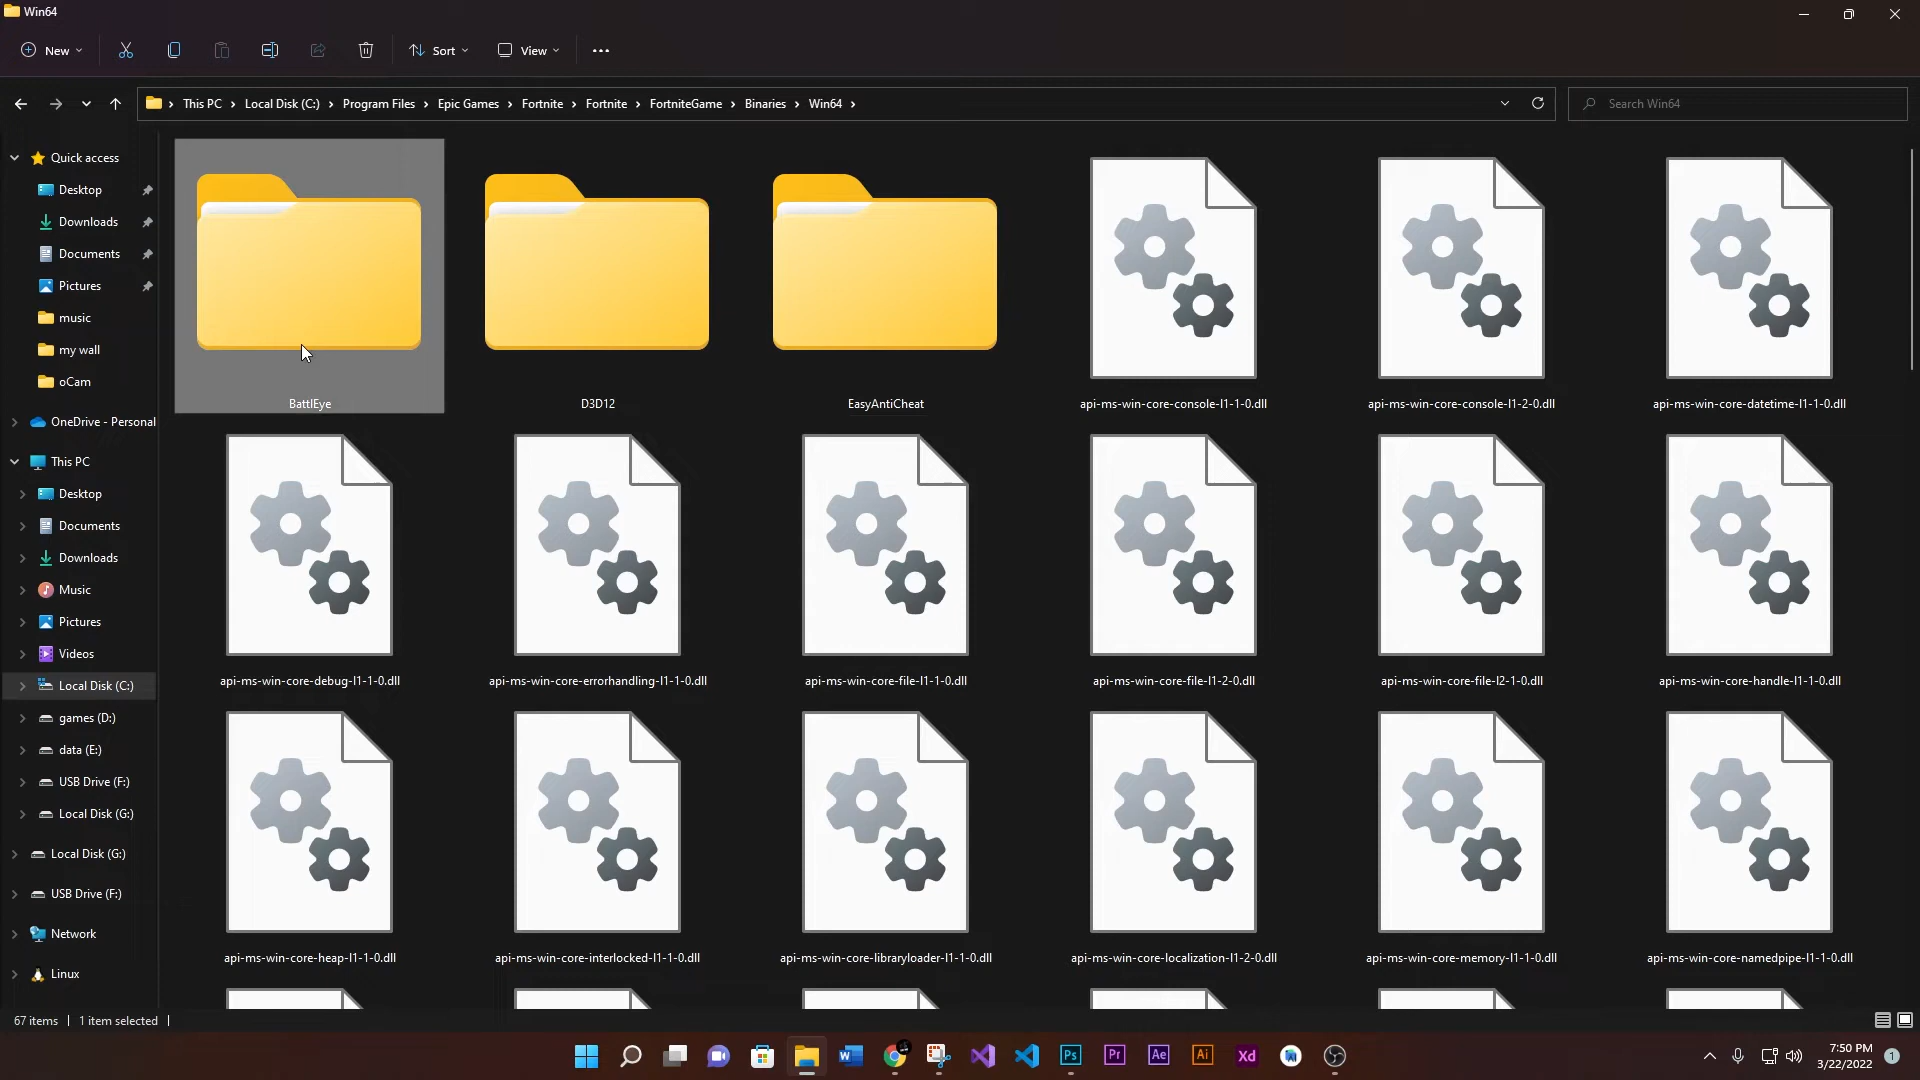 Win64
New
Sort
View
This PC > Local Disk (C:) > Program Files > Epic Games > Fortnite > Fortnite > FortniteGame > Binaries > Win64 >
Search Win64
Quick access
Desktop
Downloads
Documents
Pictures
music
my wall
oCam
OneDrive - Personal
This PC
Desktop
Documents
Downloads
Music
Pictures
Videos
Local Disk (C:)
games (D:)
data (E:)
USB Drive (F:)
Local Disk (G:)
Local Disk (G:)
USB Drive (F:)
Network
Linux
BattlEye
D3D12
EasyAntiCheat
api-ms-win-core-console-l1-1-0.dll
api-ms-win-core-console-l1-2-0.dll
api-ms-win-core-datetime-l1-1-0.dll
api-ms-win-core-debug-l1-1-0.dll
api-ms-win-core-errorhandling-l1-1-0.dll
api-ms-win-core-file-l1-1-0.dll
api-ms-win-core-file-l1-2-0.dll
api-ms-win-core-file-l2-1-0.dll
api-ms-win-core-handle-l1-1-0.dll
api-ms-win-core-heap-l1-1-0.dll
api-ms-win-core-interlocked-l1-1-0.dll
api-ms-win-core-libraryloader-l1-1-0.dll
api-ms-win-core-localization-l1-2-0.dll
api-ms-win-core-memory-l1-1-0.dll
api-ms-win-core-namedpipe-l1-1-0.dll
67 items | 1 item selected |
W
Ps
Pr
Ae
Ai
Xd
7:50 PM
3/22/2022
1